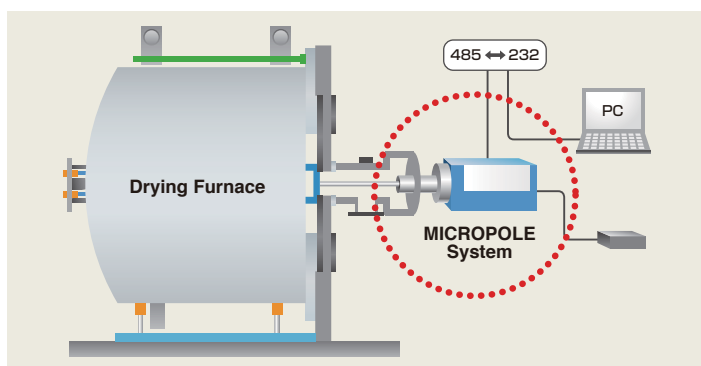 485 ↔ 232
PC
Drying Furnace
MICROPOLE
System